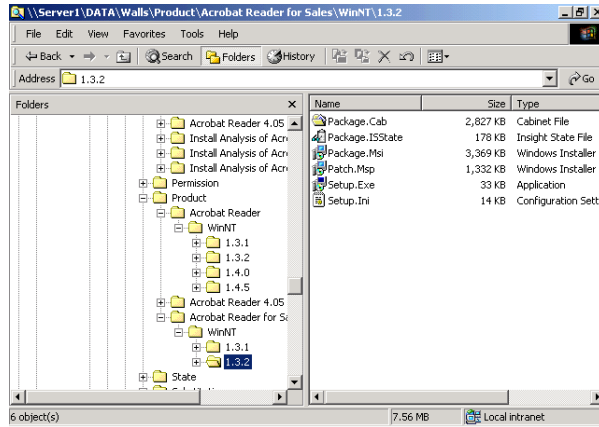 \\Server1\DATA\Walls\Product\Acrobat Reader for Sales\WinNT\1.3.2
File Edit View Favorites Tools Help
Back Search Folders History
Address 1.3.2 Go
Folders
Acrobat Reader 4.05
Install Analysis of Acr
Install Analysis of Acr
Install Analysis of Acr
Permission
Product
Acrobat Reader
WinNT
1.3.1
1.3.2
1.4.0
1.4.5
Acrobat Reader 4.05
Acrobat Reader for Sa
WinNT
1.3.1
1.3.2
State
Name Size Type
Package.Cab 2,827 KB Cabinet File
Package.ISState 178 KB Insight State File
Package.Msi 3,369 KB Windows Installer
Patch.Msp 1,332 KB Windows Installer
Setup.Exe 33 KB Application
Setup.Ini 14 KB Configuration Sett
6 object(s) 7.56 MB Local intranet